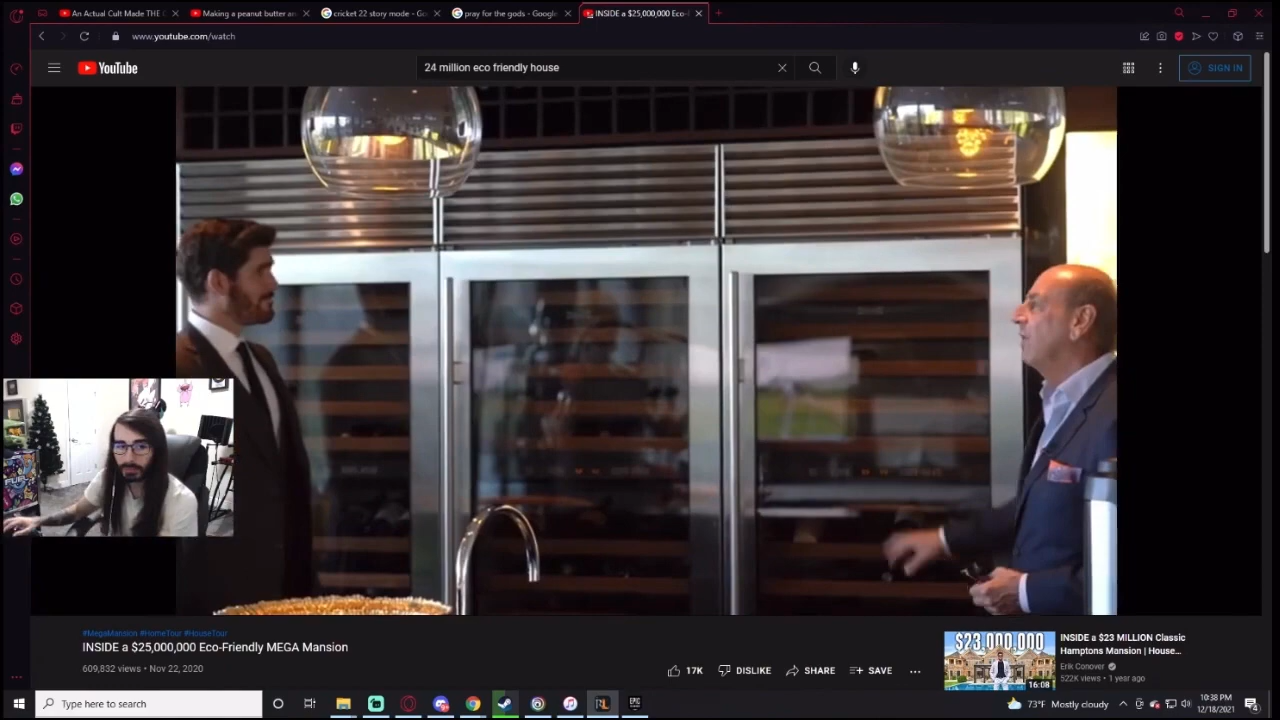 An Actual Cult Made THE C
Making a peanut butter an
cricket 22 story mode - Go
pray for the gods - Google
INSIDE a $25,000,000 Eco-F
www.youtube.com/watch
YouTube
24 million eco friendly house
SIGN IN
#MegaMansion #HomeTour #HouseTour
INSIDE a $25,000,000 Eco-Friendly MEGA Mansion
609,832 views • Nov 22, 2020
17K
DISLIKE
SHARE
SAVE
$23,000,000
16:08
INSIDE a $23 MILLION Classic
Hamptons Mansion | House...
Erik Conover
522K views • 1 year ago
Type here to search
EPIC
73°F Mostly cloudy
10:38 PM
12/18/2021